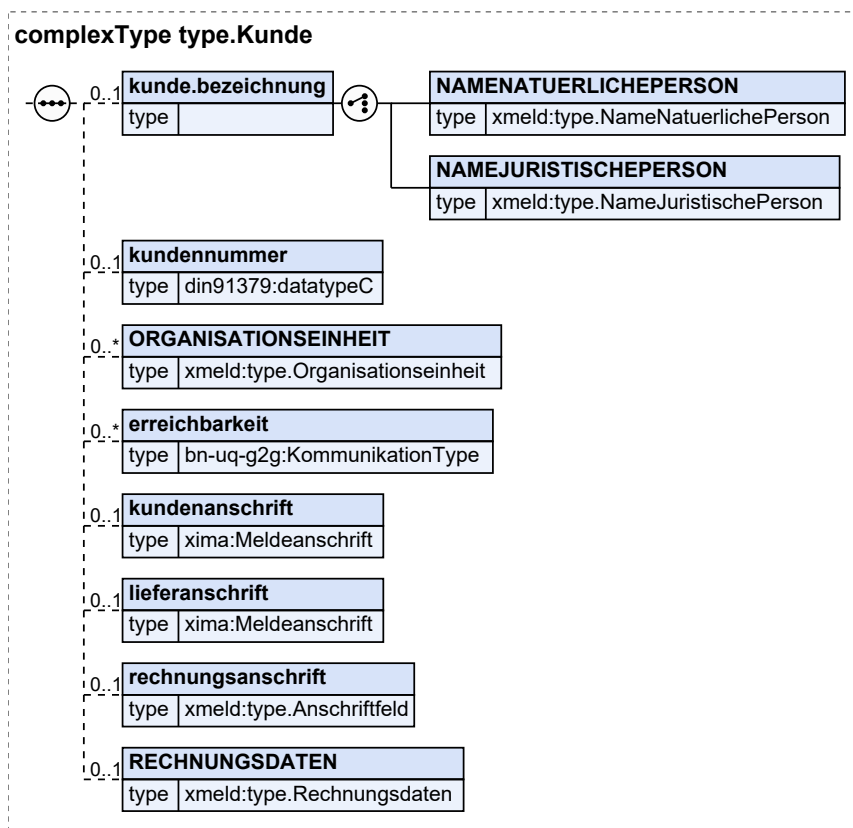 complexType type.Kunde
0..1 kunde.bezeichnung
type
NAMENATUERLICHEPERSON
type xmeld:type.NameNatuerlichePerson
NAMEJURISTISCHEPERSON
type xmeld:type.NameJuristischePerson
0..1 kundennummer
type din91379:datatypeC
0..* ORGANISATIONSEINHEIT
type xmeld:type.Organisationseinheit
0..* erreichbarkeit
type bn-uq-g2g:KommunikationType
0..1 kundenanschrift
type xima:Meldeanschrift
0..1 lieferanschrift
type xima:Meldeanschrift
0..1 rechnungsanschrift
type xmeld:type.Anschriftfeld
0..1 RECHNUNGSDATEN
type xmeld:type.Rechnungsdaten